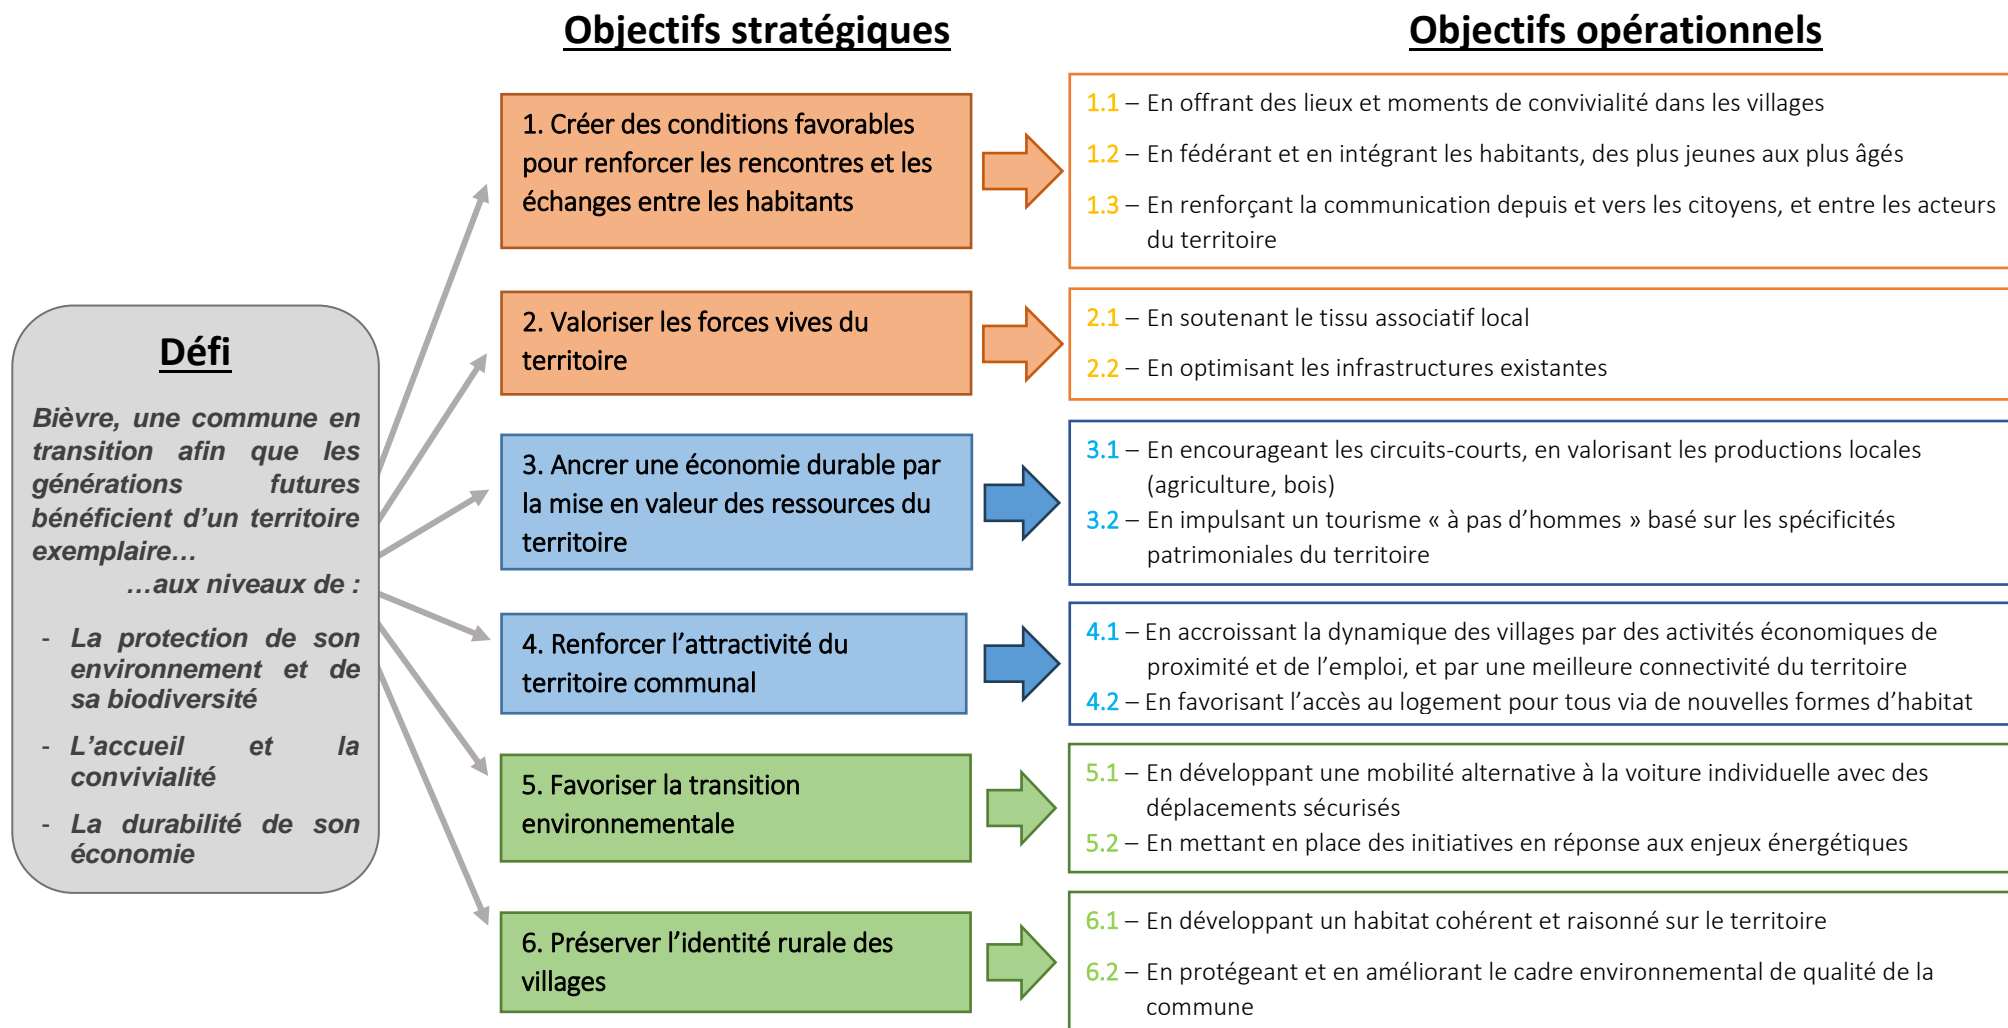 Objectifs stratégiques
Objectifs opérationnels
Défi
Bièvre, une commune en
transition afin que les
générations futures
bénéficient d’un territoire
exemplaire…
…aux niveaux de :
- La protection de son
environnement et de
sa biodiversité
- L’accueil et la
convivialité
- La durabilité de son
économie
1. Créer des conditions favorables
pour renforcer les rencontres et les
échanges entre les habitants
1.1 – En offrant des lieux et moments de convivialité dans les villages
1.2 – En fédérant et en intégrant les habitants, des plus jeunes aux plus âgés
1.3 – En renforçant la communication depuis et vers les citoyens, et entre les acteurs
du territoire
2. Valoriser les forces vives du
territoire
2.1 – En soutenant le tissu associatif local
2.2 – En optimisant les infrastructures existantes
3. Ancrer une économie durable par
la mise en valeur des ressources du
territoire
3.1 – En encourageant les circuits-courts, en valorisant les productions locales
(agriculture, bois)
3.2 – En impulsant un tourisme « à pas d’hommes » basé sur les spécificités
patrimoniales du territoire
4. Renforcer l’attractivité du
territoire communal
4.1 – En accroissant la dynamique des villages par des activités économiques de
proximité et de l’emploi, et par une meilleure connectivité du territoire
4.2 – En favorisant l’accès au logement pour tous via de nouvelles formes d’habitat
5. Favoriser la transition
environnementale
5.1 – En développant une mobilité alternative à la voiture individuelle avec des
déplacements sécurisés
5.2 – En mettant en place des initiatives en réponse aux enjeux énergétiques
6. Préserver l’identité rurale des
villages
6.1 – En développant un habitat cohérent et raisonné sur le territoire
6.2 – En protégeant et en améliorant le cadre environnemental de qualité de la
commune